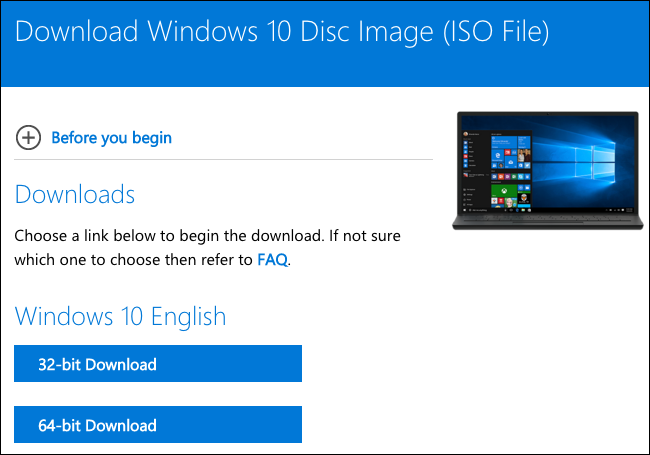 Download Windows 10 Disc Image (ISO File)
Before you begin
Downloads
Choose a link below to begin the download. If not sure
which one to choose then refer to FAQ.
Windows 10 English
32-bit Download
64-bit Download